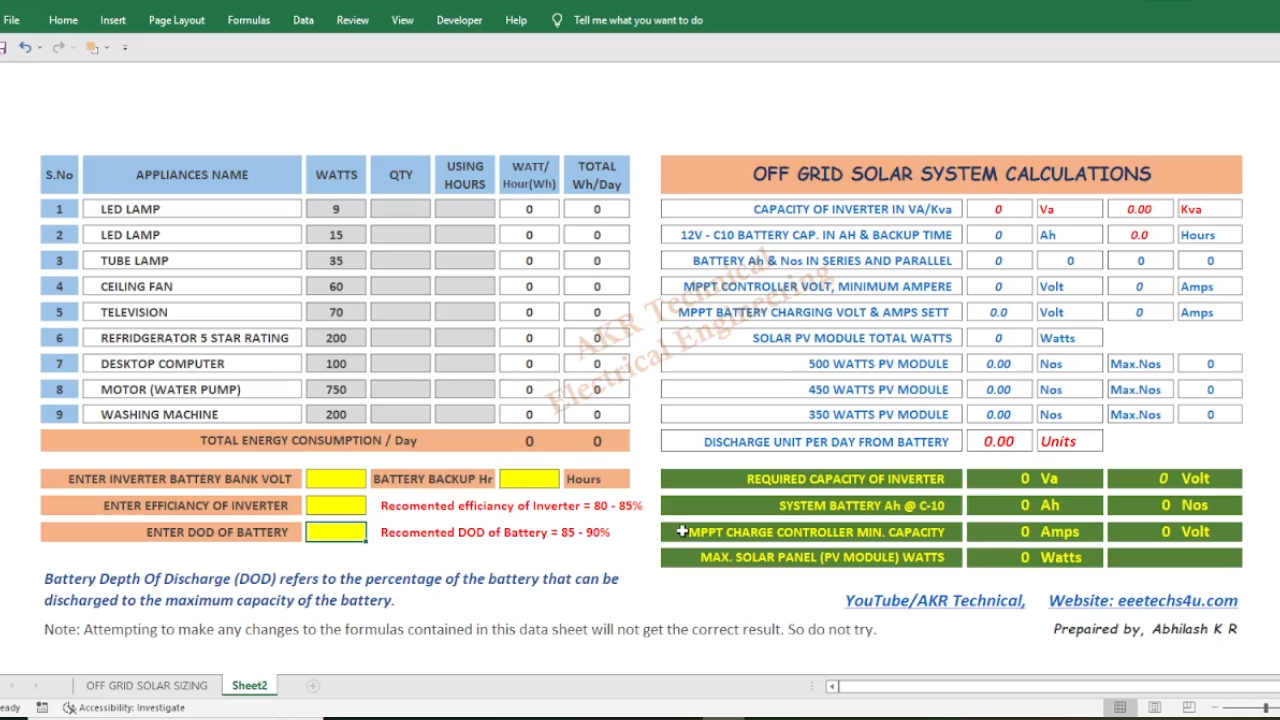 File Home Insert Page Layout Formulas Data Review View Developer Help Tell me what you want to do
S.No APPLIANCES NAME WATTS QTY USING HOURS WATT/ Hour(Wh) TOTAL Wh/Day
1 LED LAMP 9 0 0
2 LED LAMP 15 0 0
3 TUBE LAMP 35 0 0
4 CEILING FAN 60 0 0
5 TELEVISION 70 0 0
6 REFRIDGERATOR 5 STAR RATING 200 0 0
7 DESKTOP COMPUTER 100 0 0
8 MOTOR (WATER PUMP) 750 0 0
9 WASHING MACHINE 200 0 0
TOTAL ENERGY CONSUMPTION / Day 0 0
ENTER INVERTER BATTERY BANK VOLT BATTERY BACKUP Hr Hours
ENTER EFFICIANCY OF INVERTER Recomented efficiany of Inverter = 80 - 85%
ENTER DOD OF BATTERY Recomented DOD of Battery = 85 - 90%
Battery Depth Of Discharge (DOD) refers to the percentage of the battery that can be
discharged to the maximum capacity of the battery.
Note: Attempting to make any changes to the formulas contained in this data sheet will not get the correct result. So do not try.
OFF GRID SOLAR SYSTEM CALCULATIONS
CAPACITY OF INVERTER IN VA/Kva 0 Va 0.00 Kva
12V - C10 BATTERY CAP. IN AH & BACKUP TIME 0 Ah 0.0 Hours
BATTERY Ah & Nos IN SERIES AND PARALLEL 0 0 0 0
MPPT CONTROLLER VOLT, MINIMUM AMPERE 0 Volt 0 Amps
MPPT BATTERY CHARGING VOLT & AMPS SETT 0.0 Volt 0 Amps
SOLAR PV MODULE TOTAL WATTS 0 Watts
500 WATTS PV MODULE 0.00 Nos Max.Nos 0
450 WATTS PV MODULE 0.00 Nos Max.Nos 0
350 WATTS PV MODULE 0.00 Nos Max.Nos 0
DISCHARGE UNIT PER DAY FROM BATTERY 0.00 Units
REQUIRED CAPACITY OF INVERTER 0 Va 0 Volt
SYSTEM BATTERY Ah @ C-10 0 Ah 0 Nos
MPPT CHARGE CONTROLLER MIN. CAPACITY 0 Amps 0 Volt
MAX. SOLAR PANEL (PV MODULE) WATTS 0 Watts
YouTube/AKR Technical, Website: eeetechs4u.com
Prepaired by, Abhilash K R
AKR Technical
Electrical Engineering
OFF GRID SOLAR SIZING Sheet2
eady Accessibility: Investigate